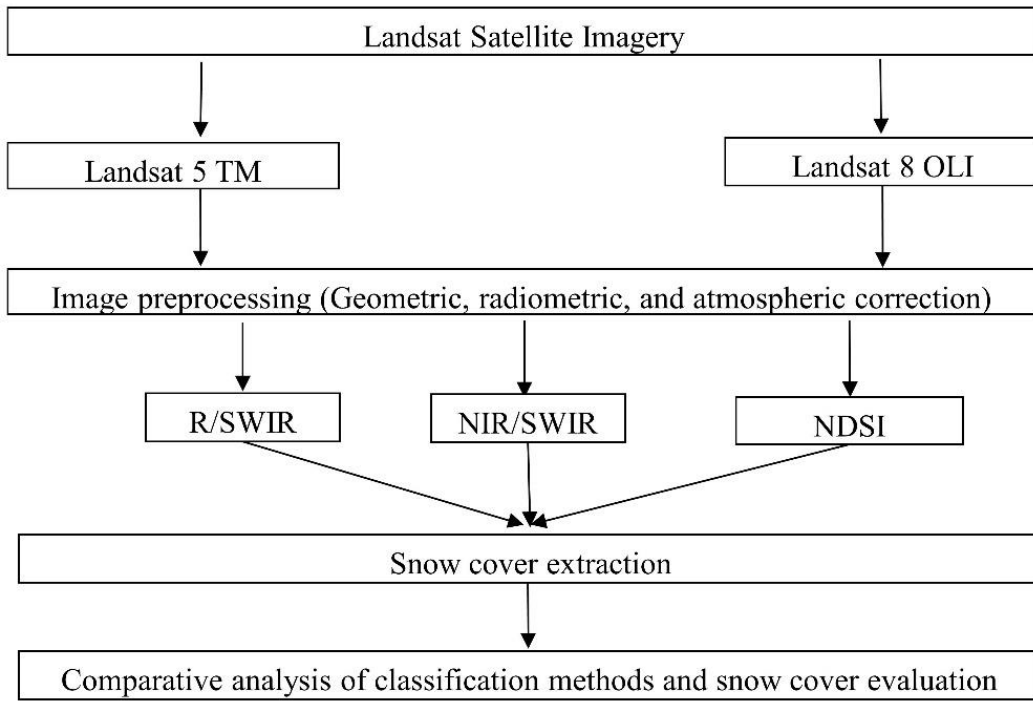 Landsat Satellite Imagery
Landsat 5 TM
Landsat 8 OLI
Image preprocessing (Geometric, radiometric, and atmospheric correction)
R/SWIR
NIR/SWIR
NDSI
Snow cover extraction
Comparative analysis of classification methods and snow cover evaluation